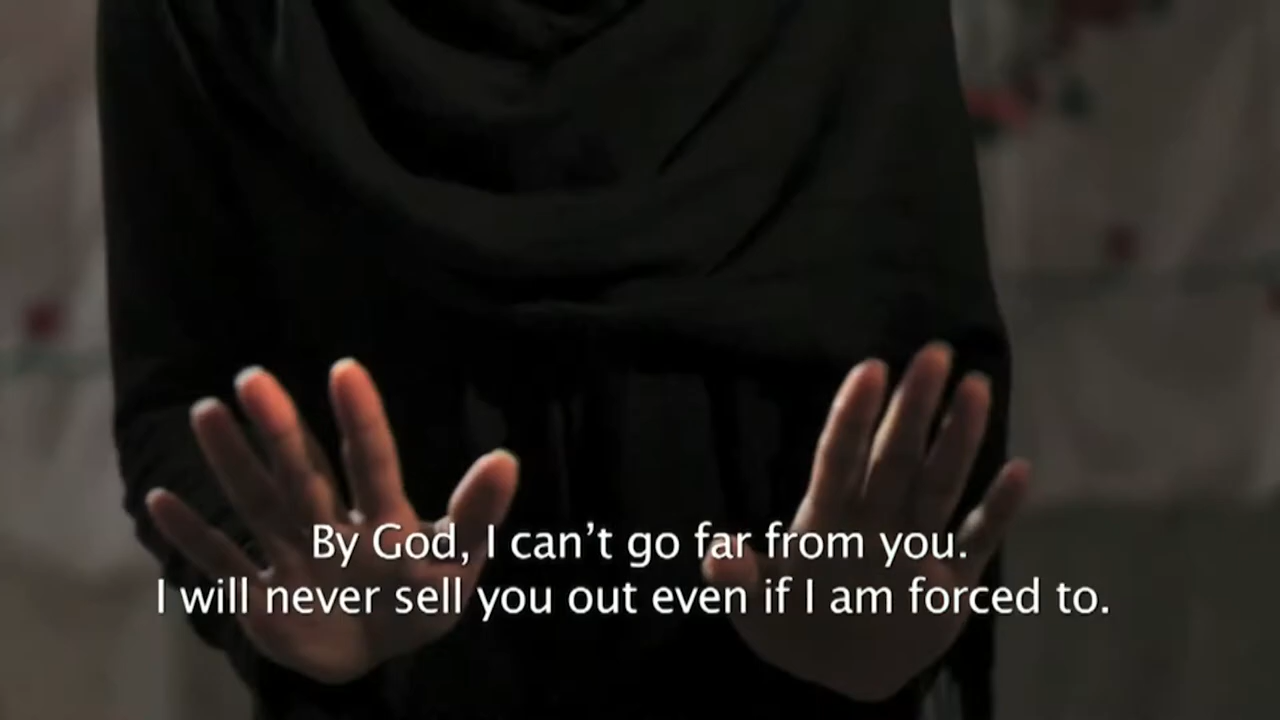 By God, I can’t go far from you.
I will never sell you out even if I am forced to.